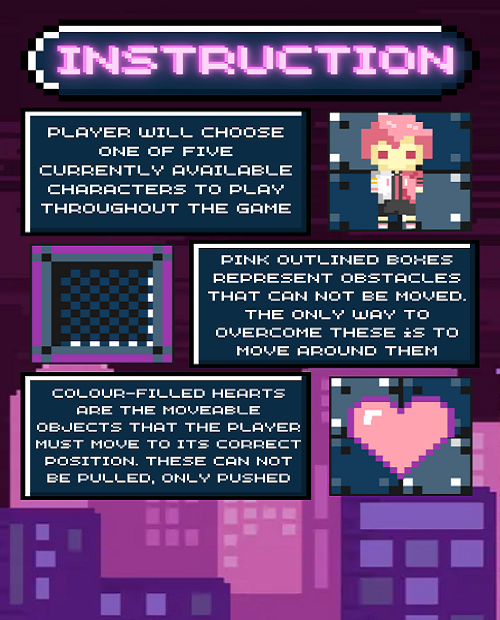 INSTRUCTION
PLAYER WILL CHOOSE
ONE OF FIVE
CURRENTLY AVAILABLE
CHARACTERS TO PLAY
THROUGHOUT THE GAME
PINK OUTLINED BOXES
REPRESENT OBSTACLES
THAT CAN NOT BE MOVED.
THE ONLY WAY TO
OVERCOME THESE IS TO
MOVE AROUND THEM
COLOUR-FILLED HEARTS
ARE THE MOVEABLE
OBJECTS THAT THE PLAYER
MUST MOVE TO ITS CORRECT
POSITION. THESE CAN NOT
BE PULLED, ONLY PUSHED